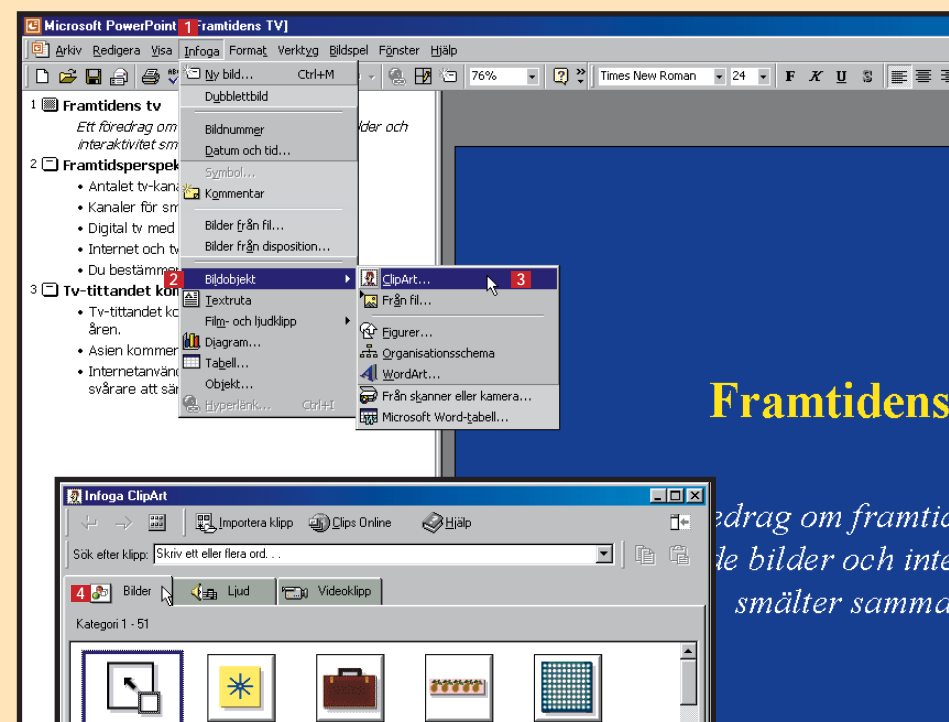 Microsoft PowerPoint 1 Framtidens TV]
Arkiv Redigera Visa Infoga Format Verktyg Bildspel Fönster Hjälp
76% Times New Roman 24 F K U S
Ny bild... Ctrl+M
Dubblettbild
Bildnummer
Datum och tid...
Symbol...
Kommentar
Bilder från fil...
Bilder från disposition...
2 Bildobjekt
Textruta
Film- och ljudklipp
Diagram...
Tabell...
Objekt...
Hyperlänk... Ctrl+I
ClipArt... 3
Från fil...
Figurer...
Organisationsschema
WordArt...
Från skanner eller kamera...
Microsoft Word-tabell...
1 Framtidens tv
Ett föredrag om lder och
interaktivitet sm
2 Framtidsperspek
• Antalet tv-kana
• Kanaler för sm
• Digital tv med
• Internet och tv
• Du bestämmer
3 Tv-tittandet kom
• Tv-tittandet ko
åren.
• Asien kommer
• Internetanvänd
svårare att sär
Framtidens
edrag om framtid
de bilder och inte
smälter samma
Infoga ClipArt
Importera klipp Clips Online Hjälp
Sök efter klipp: Skriv ett eller flera ord. . .
4 Bilder Ljud Videoklipp
Kategori 1 - 51